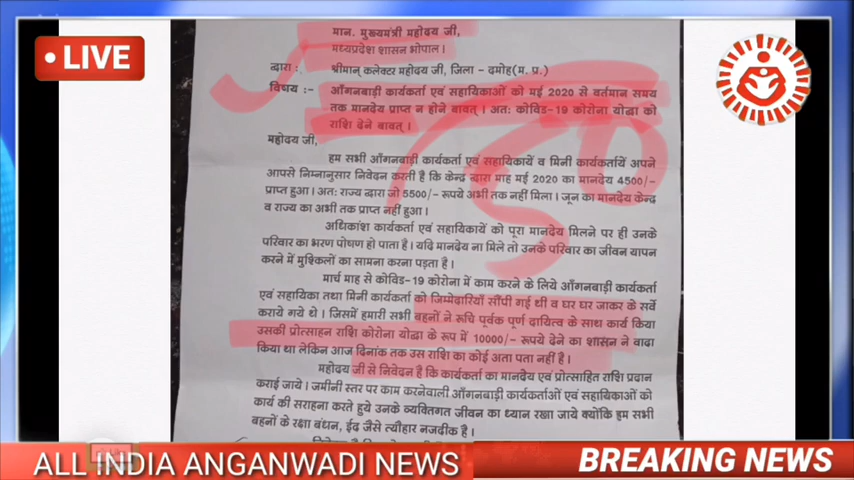 LIVE
मान. मुख्यमंत्री महोदय जी,
मध्यप्रदेश शासन भोपाल ।
द्वारा : श्रीमान् कलेक्टर महोदय जी, जिला - दमोह(म. प्र.)
विषय :- आँगनबाड़ी कार्यकर्ता एवं सहायिकाओं को मई 2020 से वर्तमान समय
तक मानदेय प्राप्त न होने बावत् । अतः कोविड-19 कोरोना योद्धा को
राशि देने बावत् ।
महोदय जी,
हम सभी आँगनबाड़ी कार्यकर्ता एवं सहायिकायें व मिनी कार्यकर्तायें अपने
आपसे निम्नानुसार निवेदन करती है कि केन्द्र द्वारा माह मई 2020 का मानदेय 4500/-
प्राप्त हुआ । अतः राज्य द्वारा जो 5500/- रूपये अभी तक नहीं मिला । जून का मानदेय केन्द्र
व राज्य का अभी तक प्राप्त नहीं हुआ ।
अधिकांश कार्यकर्ता एवं सहायिकायें को पूरा मानदेय मिलने पर ही उनके
परिवार का भरण पोषण हो पाता है । यदि मानदेय ना मिले तो उनके परिवार का जीवन यापन
करने में मुश्किलों का सामना करना पड़ता है ।
मार्च माह से कोविड-19 कोरोना में काम करने के लिये आँगनबाड़ी कार्यकर्ता
एवं सहायिका तथा मिनी कार्यकर्ता को जिम्मेदारियाँ सौंपी गई थी व घर घर जाकर के सर्वे
कराये गये थे । जिसमें हमारी सभी बहनों ने रूचि पूर्वक पूर्ण दायित्व के साथ कार्य किया
उसकी प्रोत्साहन राशि कोरोना योद्धा के रूप में 10000/- रूपये देने का शासन ने वादा
किया था लेकिन आज दिनांक तक उस राशि का कोई अता पता नहीं है ।
महोदय जी से निवेदन है कि कार्यकर्ता का मानदेय एवं प्रोत्साहित राशि प्रदान
कराई जाये । जमीनी स्तर पर काम करनेवाली आँगनबाड़ी कार्यकर्ताओं एवं सहायिकाओं को
कार्य की सराहना करते हुये उनके व्यक्तिगत जीवन का ध्यान रखा जाये क्योंकि हम सभी
बहनों के रक्षा बंधन, ईद जैसे त्यौहार नजदीक है ।
ALL INDIA ANGANWADI NEWS
BREAKING NEWS